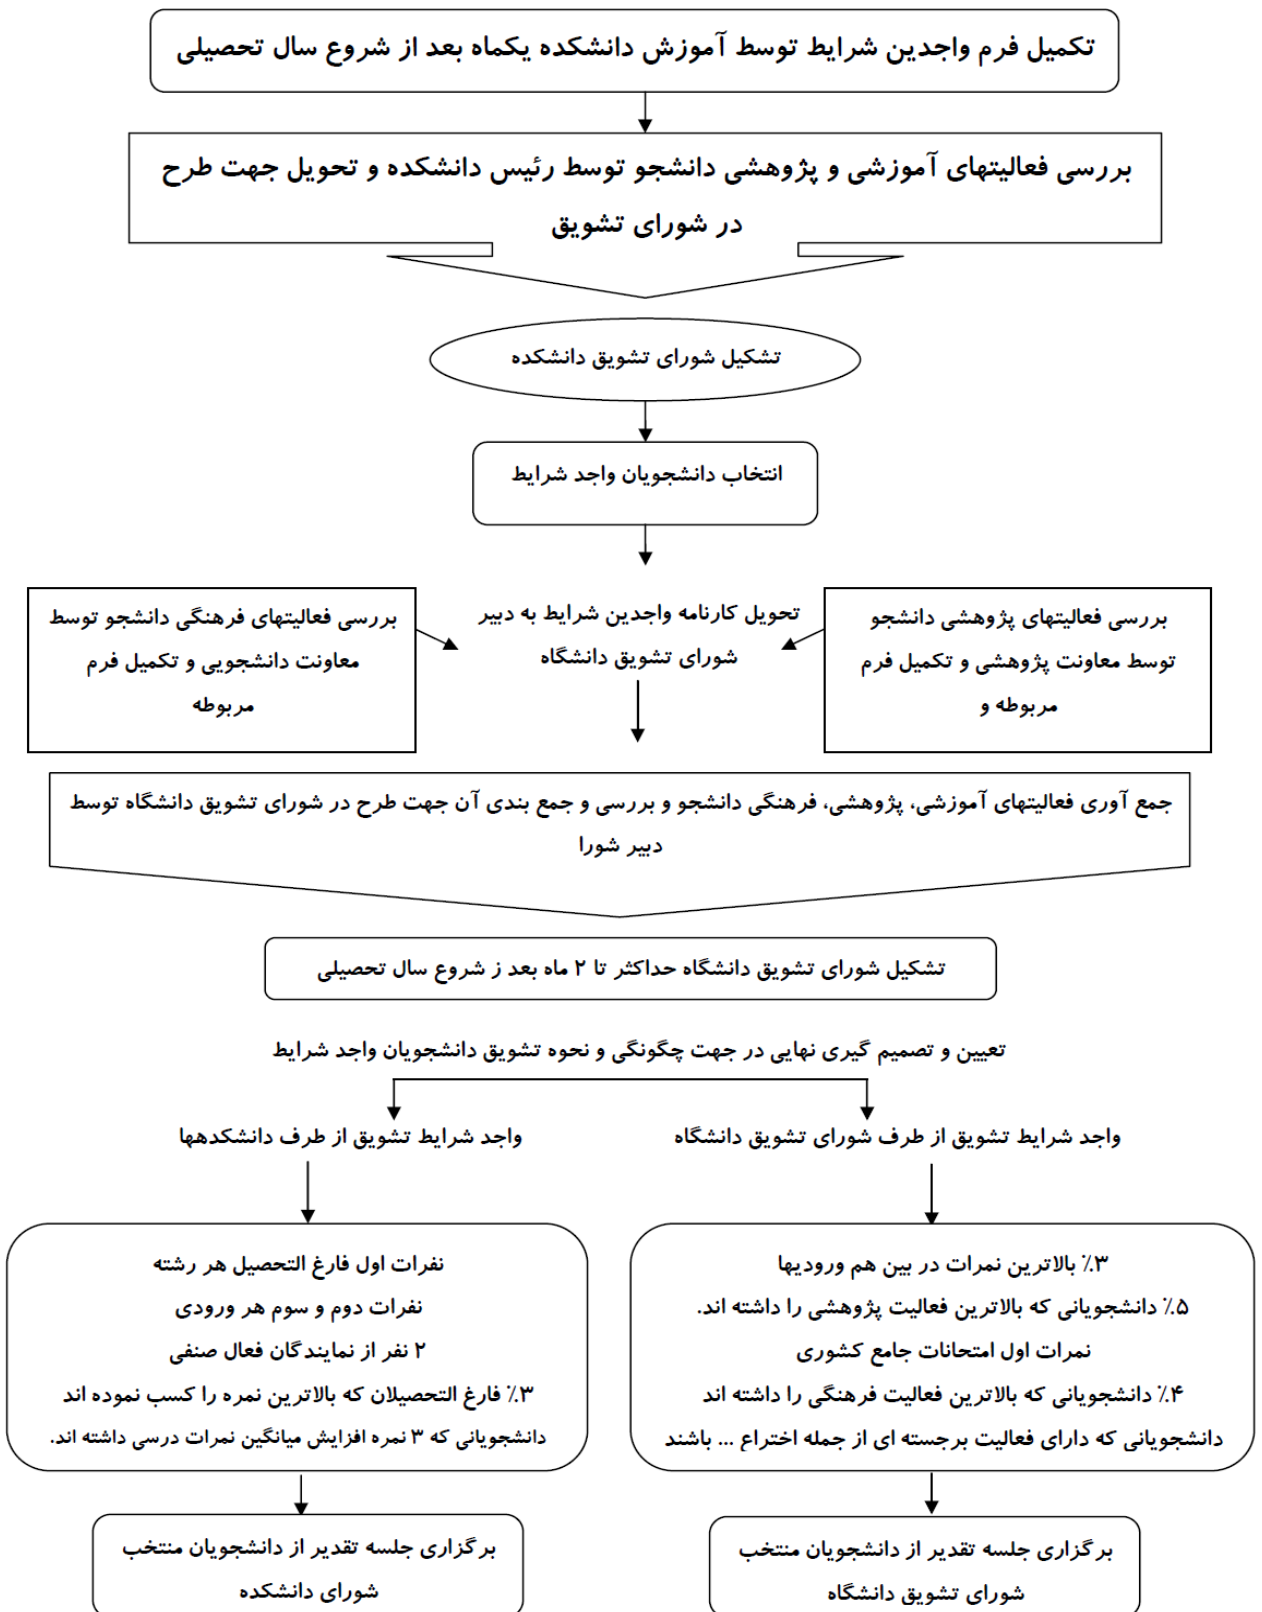 تکمیل فرم واجدین شرایط توسط آموزش دانشکده یکماه بعد از شروع سال تحصیلی
بررسی فعالیتهای آموزشی و پژوهشی دانشجو توسط رئیس دانشکده و تحویل جهت طرح
در شورای تشویق
تشکیل شورای تشویق دانشکده
انتخاب دانشجویان واجد شرایط
بررسی فعالیتهای پژوهشی دانشجو
توسط معاونت پژوهشی و تکمیل فرم
مربوطه و
تحویل کارنامه واجدین شرایط به دبیر
شورای تشویق دانشگاه
بررسی فعالیتهای فرهنگی دانشجو توسط
معاونت دانشجویی و تکمیل فرم
مربوطه
جمع آوری فعالیتهای آموزشی، پژوهشی، فرهنگی دانشجو و بررسی و جمع بندی آن جهت طرح در شورای تشویق دانشگاه توسط
دبیر شورا
تشکیل شورای تشویق دانشگاه حداکثر تا ۲ ماه بعد ز شروع سال تحصیلی
تعیین و تصمیم گیری نهایی در جهت چگونگی و نحوه تشویق دانشجویان واجد شرایط
واجد شرایط تشویق از طرف شورای تشویق دانشگاه
۳٪ بالاترین نمرات در بین هم ورودیها
۵٪ دانشجویانی که بالاترین فعالیت پژوهشی را داشته اند.
نمرات اول امتحانات جامع کشوری
۴٪ دانشجویانی که بالاترین فعالیت فرهنگی را داشته اند
دانشجویانی که دارای فعالیت برجسته ای از جمله اختراع ... باشند
برگزاری جلسه تقدیر از دانشجویان منتخب
شورای تشویق دانشگاه
واجد شرایط تشویق از طرف دانشکدهها
نفرات اول فارغ التحصیل هر رشته
نفرات دوم و سوم هر ورودی
۲ نفر از نمایندگان فعال صنفی
۳٪ فارغ التحصیلان که بالاترین نمره را کسب نموده اند
دانشجویانی که ۳ نمره افزایش میانگین نمرات درسی داشته اند.
برگزاری جلسه تقدیر از دانشجویان منتخب
شورای دانشکده